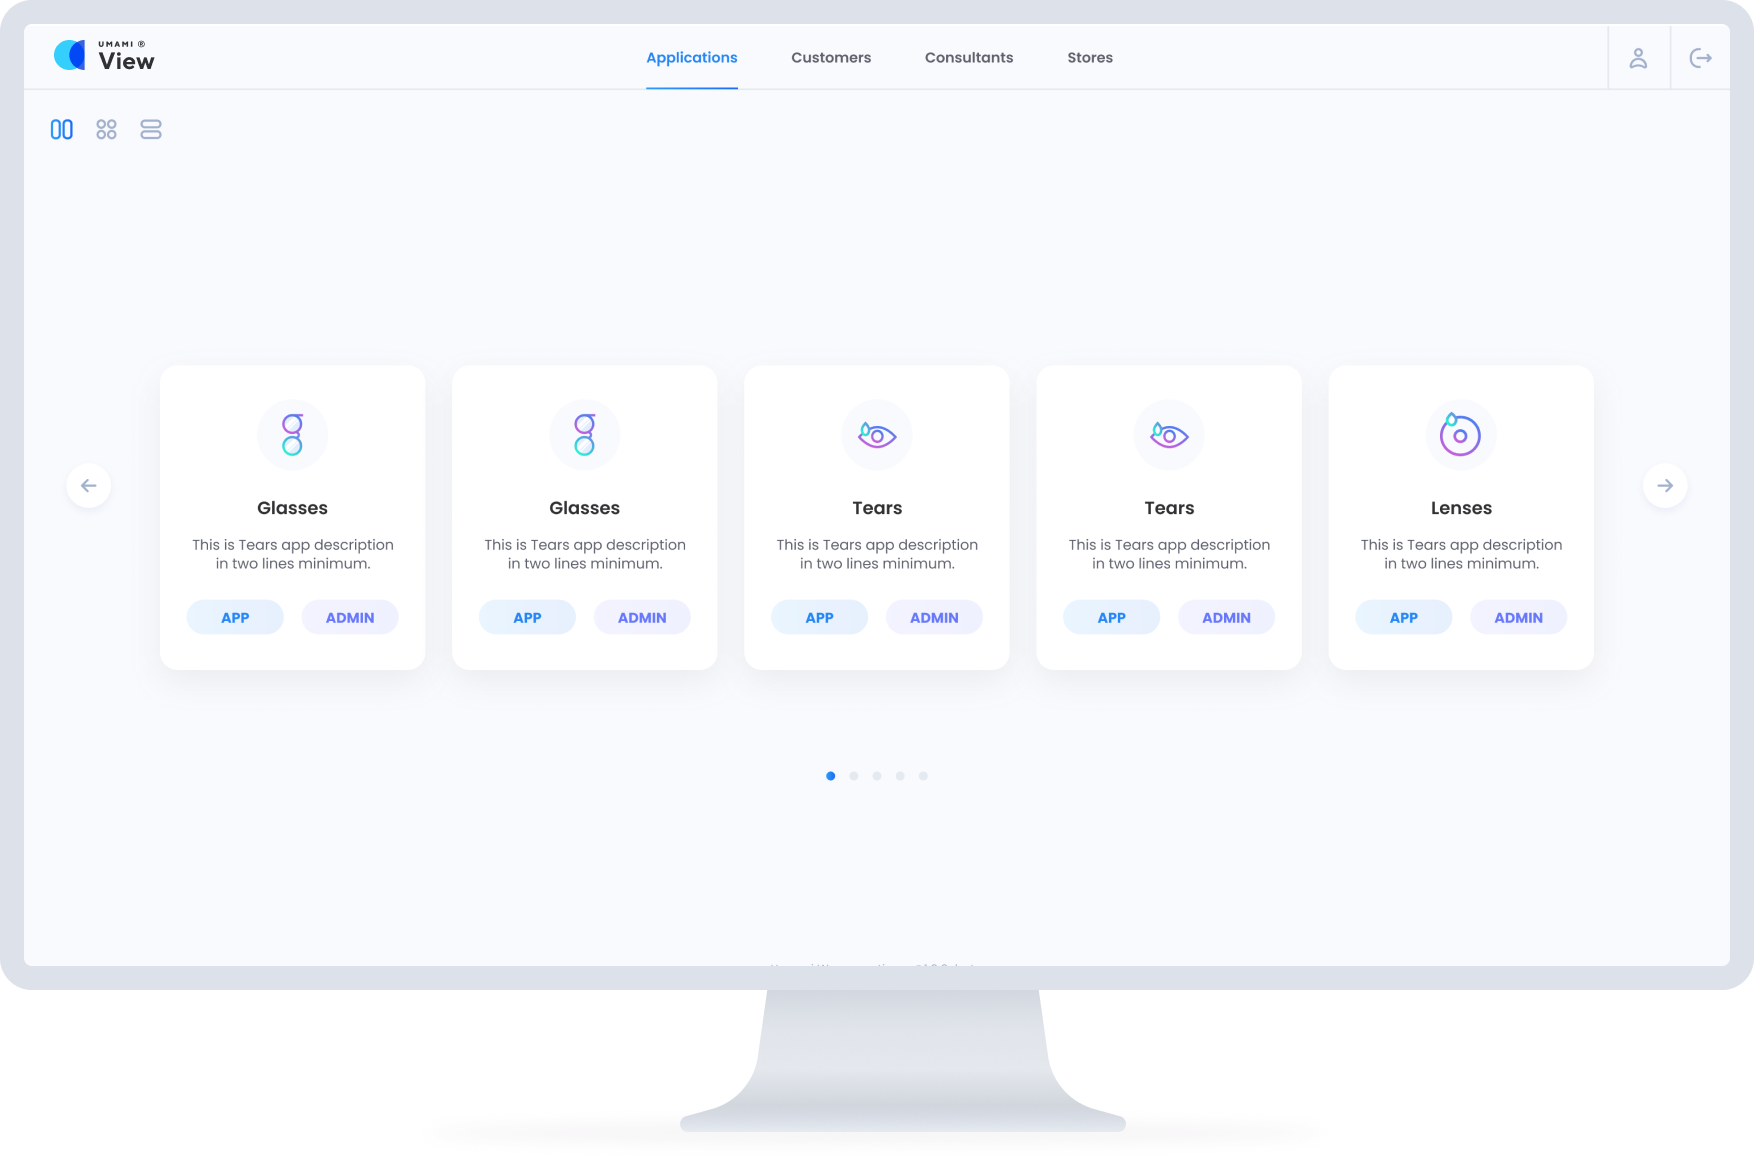 UMAMI ®
View
Applications
Customers
Consultants
Stores
Glasses
This is Tears app description
in two lines minimum.
APP
ADMIN
Glasses
This is Tears app description
in two lines minimum.
APP
ADMIN
Tears
This is Tears app description
in two lines minimum.
APP
ADMIN
Tears
This is Tears app description
in two lines minimum.
APP
ADMIN
Lenses
This is Tears app description
in two lines minimum.
APP
ADMIN